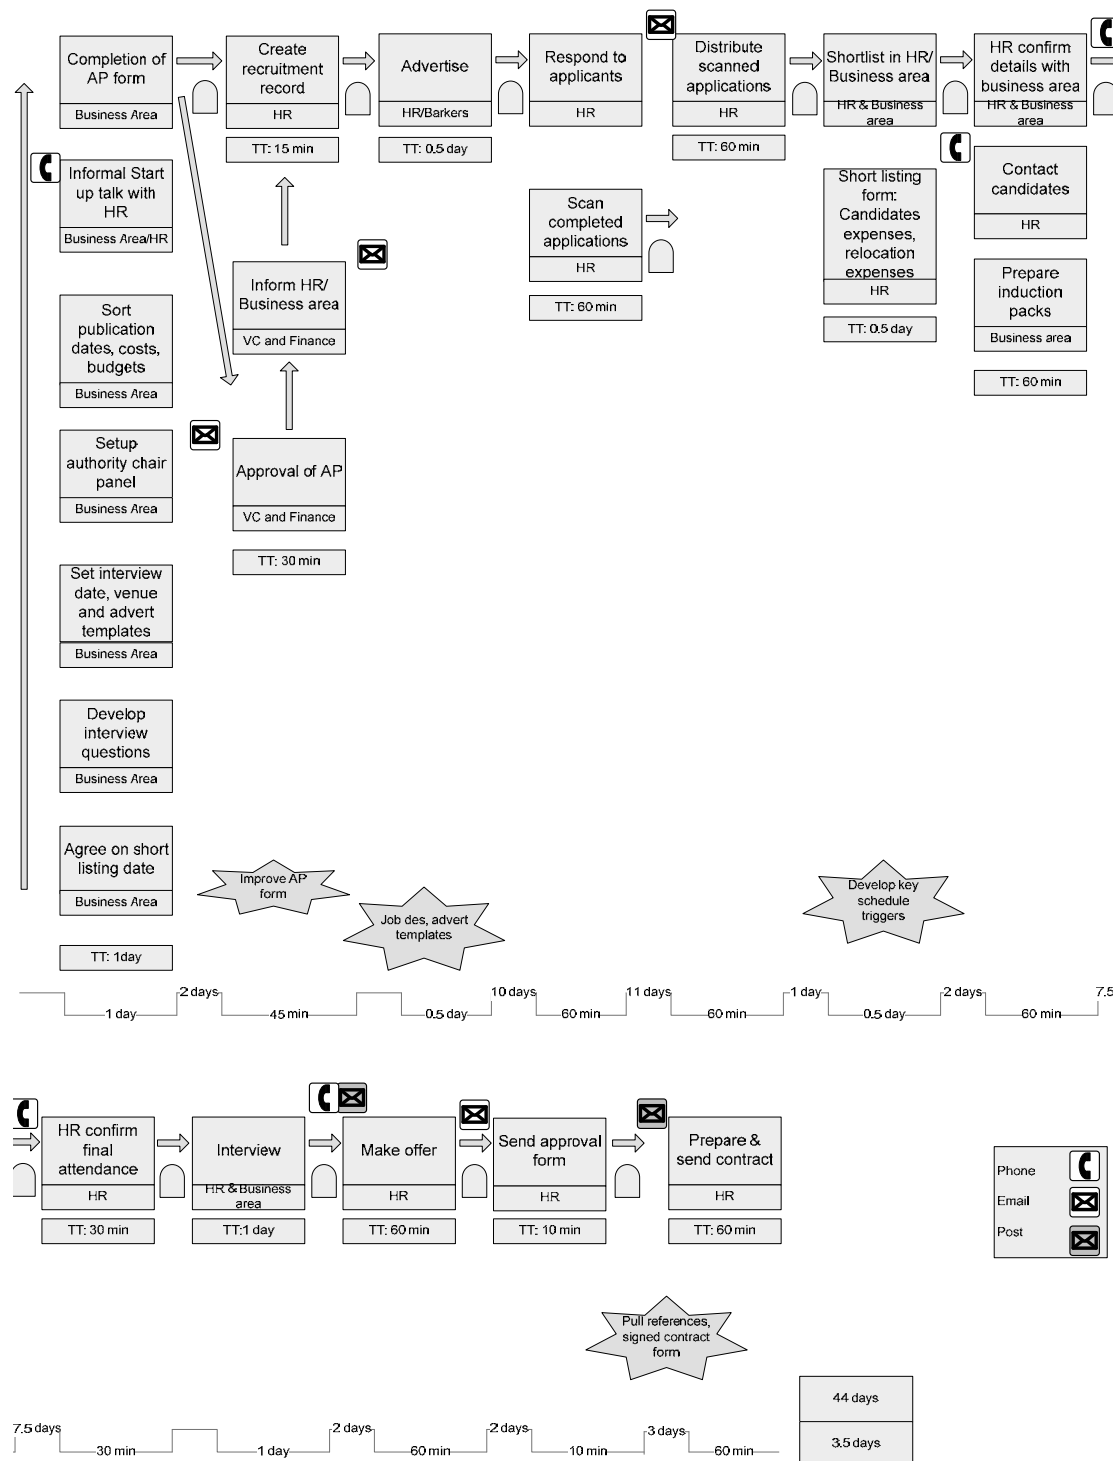 Completion of
AP form
Business Area
Create
recruitment
record
HR
TT: 15 min
Advertise
HR/Barkers
TT: 0.5 day
Respond to
applicants
HR
Distribute
scanned
applications
HR
TT: 60 min
Shortlist in HR/
Business area
HR & Business
area
HR confirm
details with
business area
HR & Business
area
Informal Start
up talk with
HR
Business Area/HR
Scan
completed
applications
HR
TT: 60 min
Short listing
form:
Candidates
expenses,
relocation
expenses
HR
TT: 0.5 day
Contact
candidates
HR
Prepare
induction
packs
Business area
TT: 60 min
Inform HR/
Business area
VC and Finance
Sort
publication
dates, costs,
budgets
Business Area
Setup
authority chair
panel
Business Area
Approval of AP
VC and Finance
TT: 30 min
Set interview
date, venue
and advert
templates
Business Area
Develop
interview
questions
Business Area
Agree on short
listing date
Business Area
TT: 1day
Improve AP
form
Job des, advert
templates
Develop key
schedule
triggers
2 days
10 days
11 days
1 day
2 days
7.5
1 day
45 min
0.5 day
60 min
60 min
0.5 day
60 min
HR confirm
final
attendance
HR
TT: 30 min
Interview
HR & Business
area
TT:1 day
Make offer
HR
TT: 60 min
Send approval
form
HR
TT: 10 min
Prepare &
send contract
HR
TT: 60 min
Phone
Email
Post
Pull references,
signed contract
form
44 days
3.5 days
7.5 days
2 days
2 days
3 days
30 min
1 day
60 min
10 min
60 min